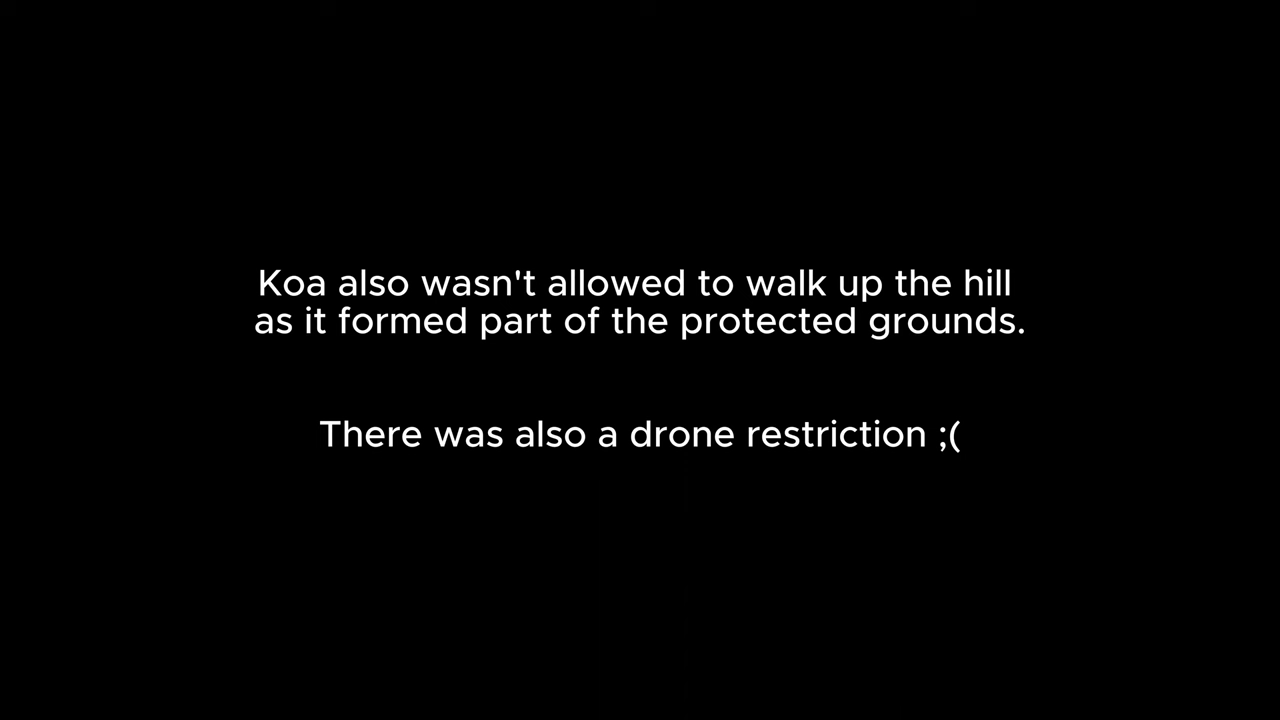 Koa also wasn't allowed to walk up the hill
as it formed part of the protected grounds.
There was also a drone restriction ;(